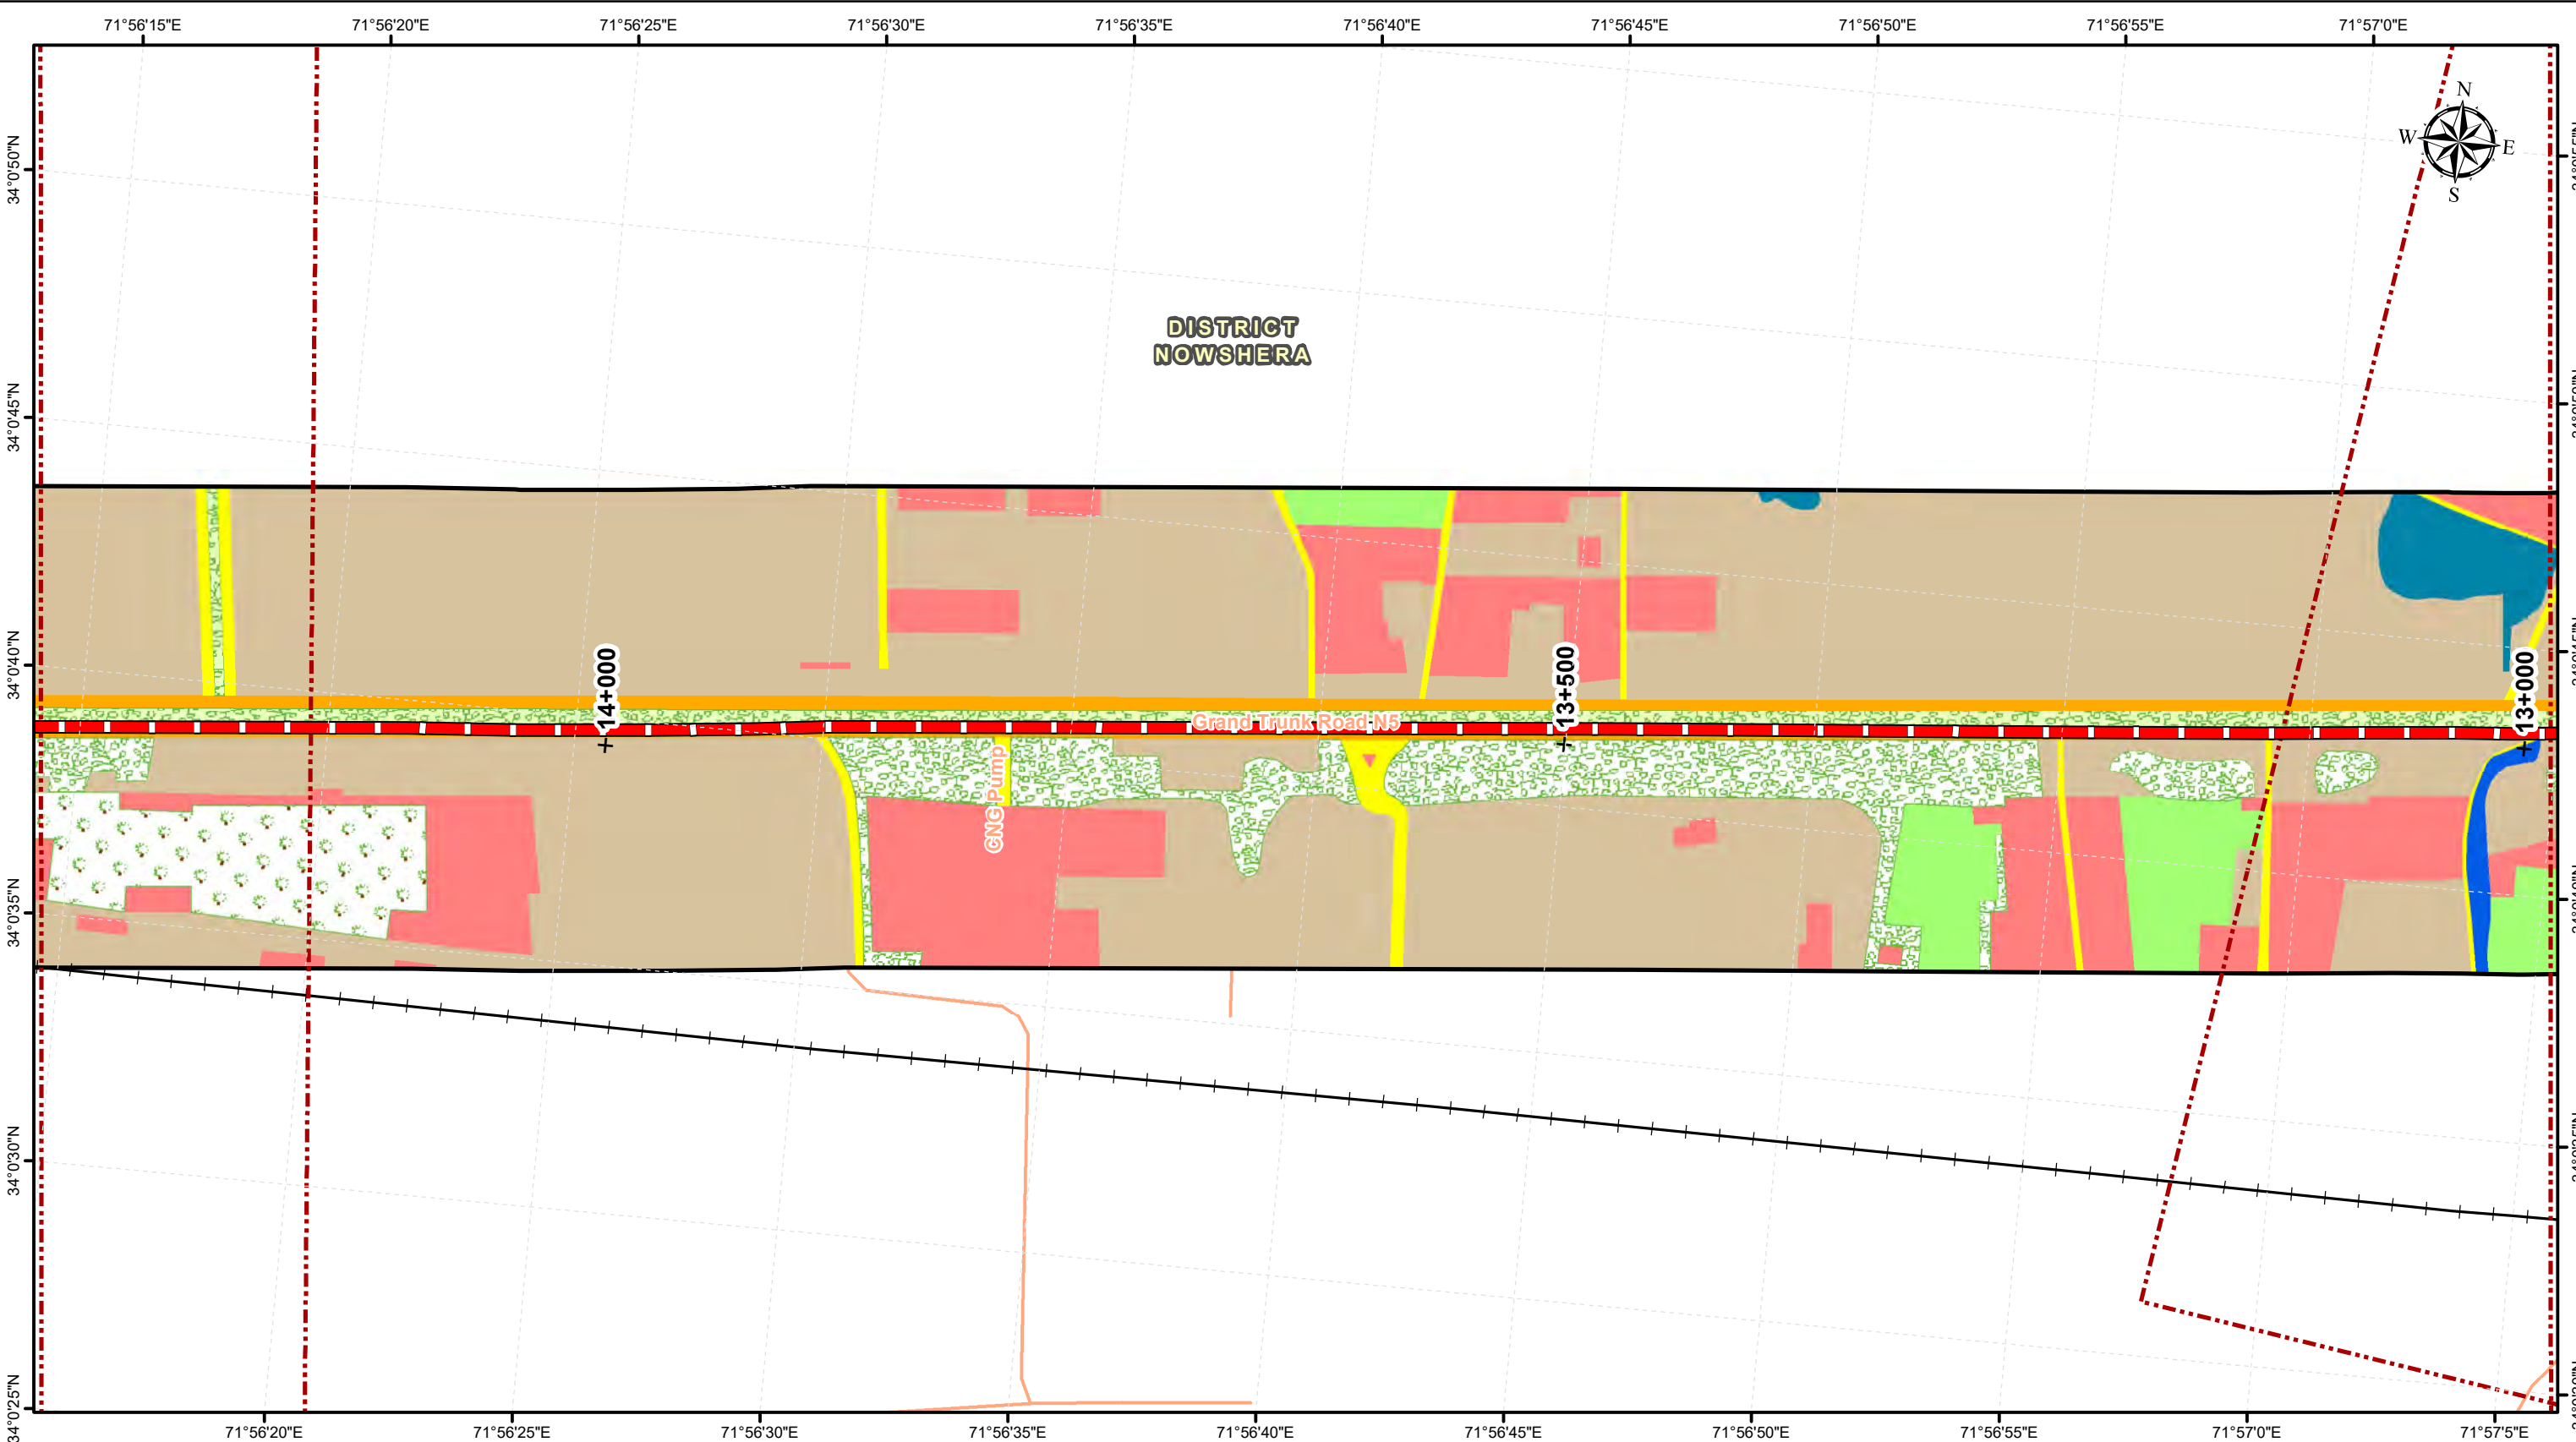 71°56'15"E
71°56'20"E
71°56'25"E
71°56'30"E
71°56'35"E
71°56'40"E
71°56'45"E
71°56'50"E
71°56'55"E
71°57'0"E
N
W
E
S
34°0'50"N
34°0'45"N
34°0'40"N
34°0'35"N
34°0'30"N
34°0'25"N
DISTRICT
NOWSHERA
14+000
13+500
13+000
Grand Trunk Road N5
CNG Pump
71°56'20"E
71°56'25"E
71°56'30"E
71°56'35"E
71°56'40"E
71°56'45"E
71°56'50"E
71°56'55"E
71°57'0"E
71°57'5"E